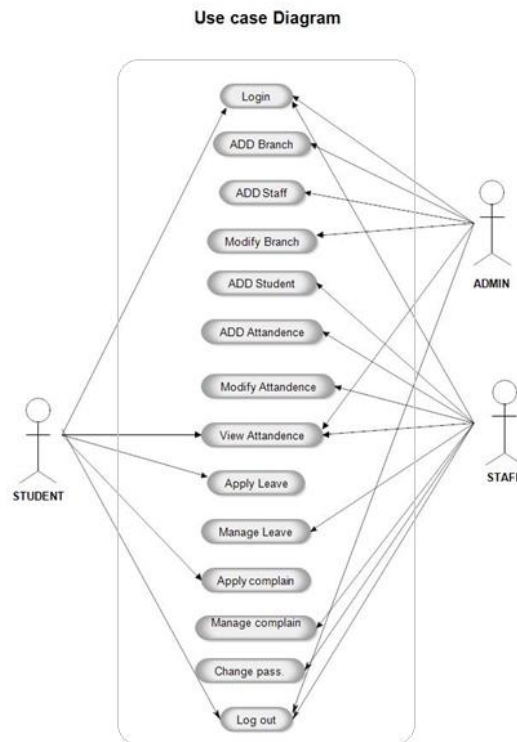 Use case Diagram
Login
ADD Branch
ADD Staff
Modify Branch
ADMIN
ADD Student
ADD Attandence
Modify Attandence
View Attandence
STUDENT
STAFF
Apply Leave
Manage Leave
Apply complain
Manage complain
Change pass.
Log out